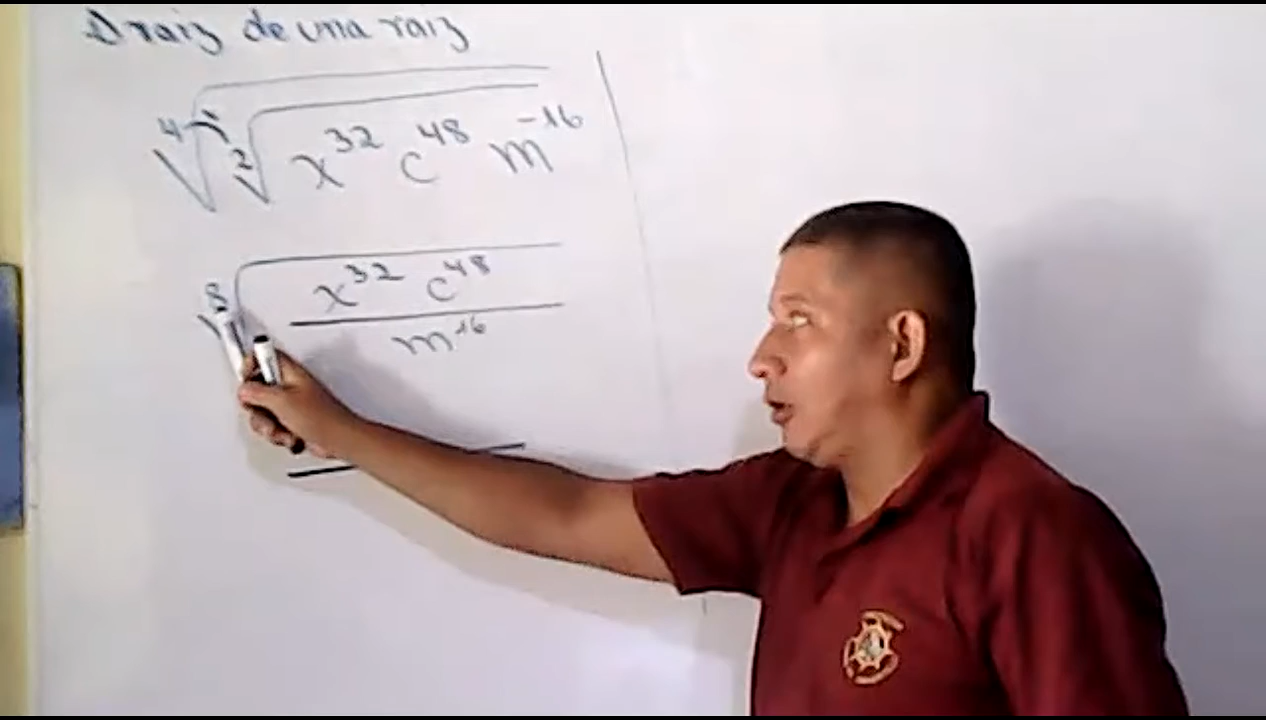 raiz de una raiz
⁴√ ²√ x³² c⁴⁸ m⁻¹⁶
⁸√ x³² c⁴⁸
m¹⁶